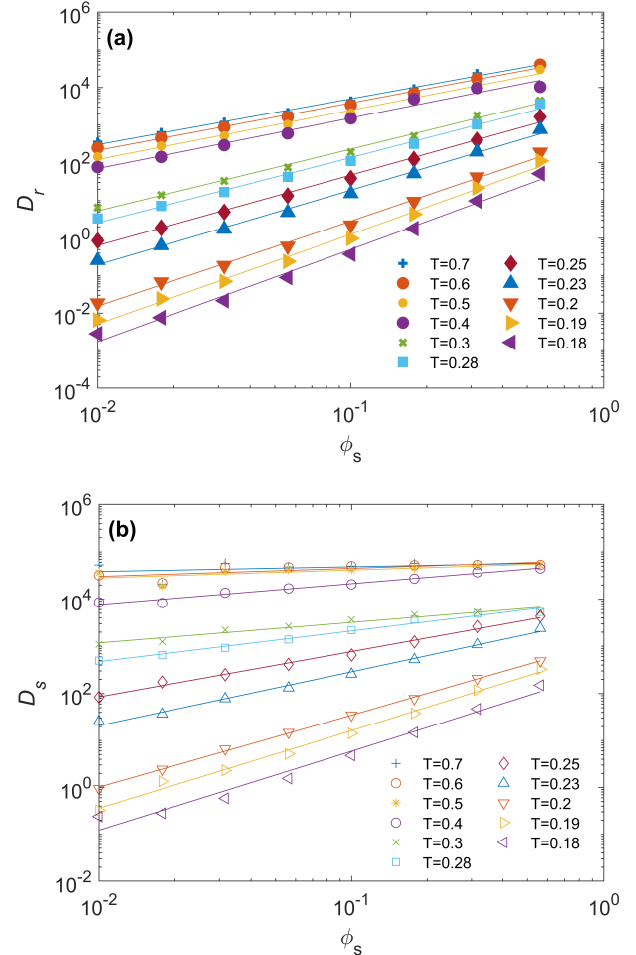 (a)
10^6
10^4
10^2
10^0
10^-2
10^-4
D_r
T=0.7
T=0.6
T=0.5
T=0.4
T=0.3
T=0.28
T=0.25
T=0.23
T=0.2
T=0.19
T=0.18
10^-2
10^-1
10^0
ϕ_s
(b)
10^6
10^4
10^2
10^0
10^-2
D_s
T=0.7
T=0.6
T=0.5
T=0.4
T=0.3
T=0.28
T=0.25
T=0.23
T=0.2
T=0.19
T=0.18
10^-2
10^-1
10^0
ϕ_s